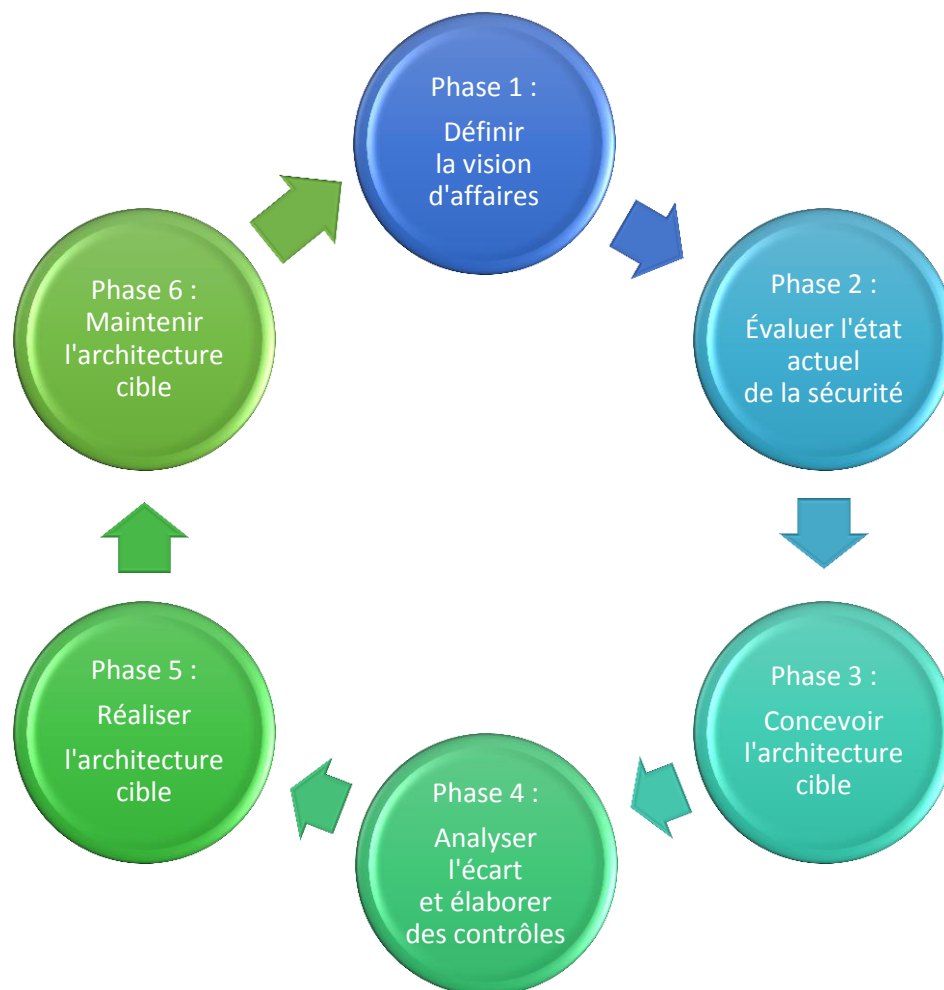 Phase 1 :
Définir
la vision
d'affaires
Phase 2 :
Évaluer l'état
actuel
de la sécurité
Phase 3 :
Concevoir
l'architecture
cible
Phase 4 :
Analyser
l'écart
et élaborer
des contrôles
Phase 5 :
Réaliser
l'architecture
cible
Phase 6 :
Maintenir
l'architecture
cible